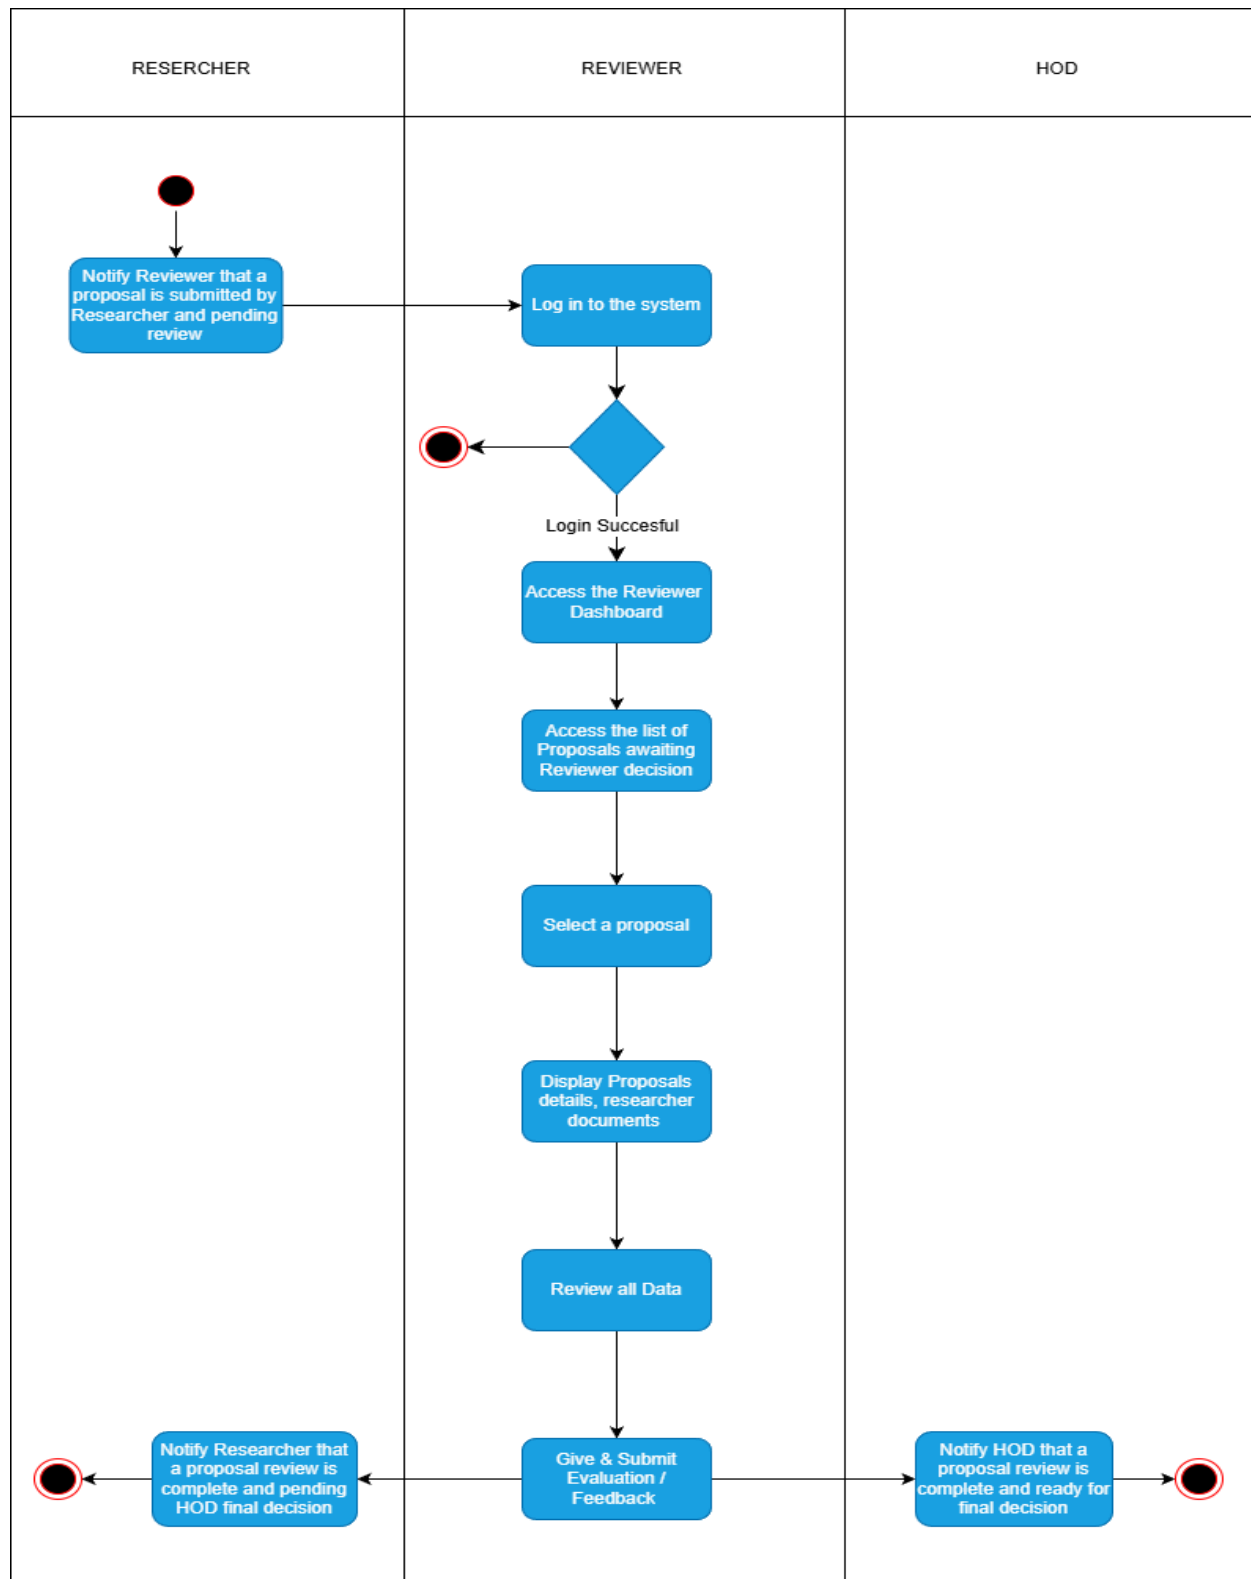 RESERCHER
REVIEWER
HOD
Notify Reviewer that a
proposal is submitted by
Researcher and pending
review
Log in to the system
Login Succesful
Access the Reviewer
Dashboard
Access the list of
Proposals awaiting
Reviewer decision
Select a proposal
Display Proposals
details, researcher
documents
Review all Data
Notify Researcher that
a proposal review is
complete and pending
HOD final decision
Give & Submit
Evaluation /
Feedback
Notify HOD that a
proposal review is
complete and ready for
final decision